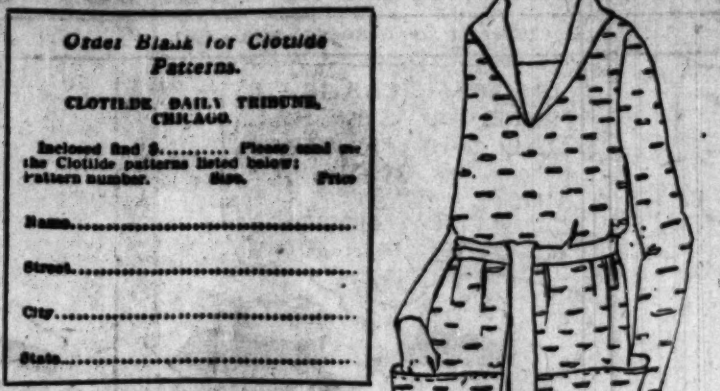 Order Blank for Clotilde
Patterns.
CLOTILDE, DAILY TRIBUNE,
CHICAGO.
Inclosed find $.......... Please send me
the Clotilde patterns listed below:
Pattern number. Size. Price
Name..................................................
Street..................................................
City..................................................
State..................................................